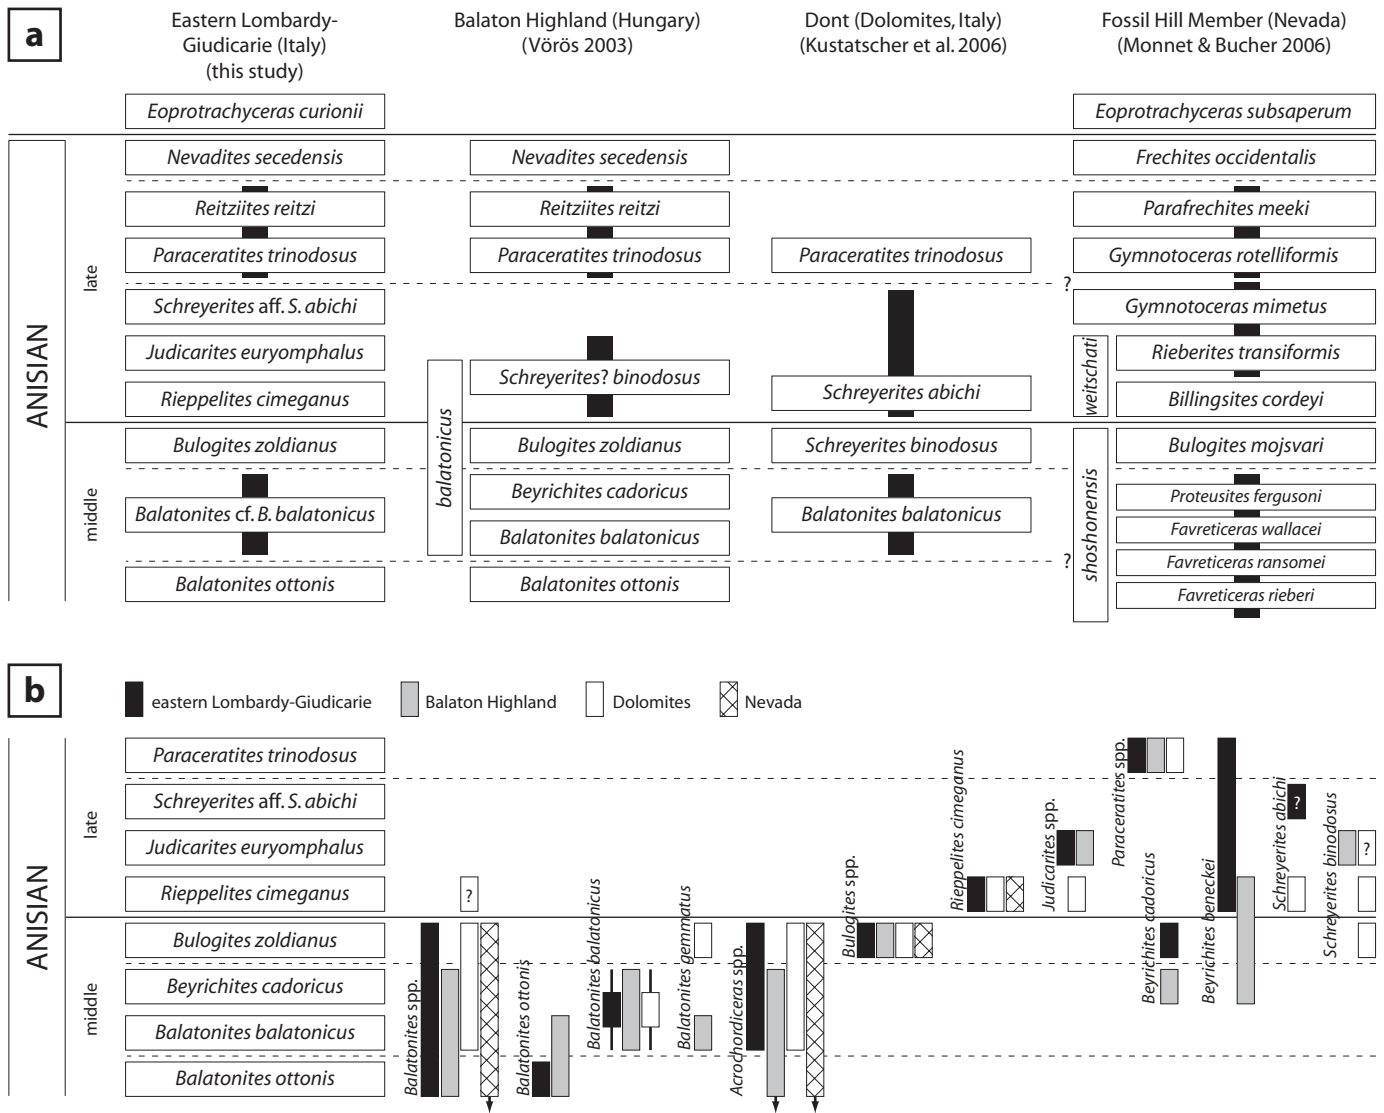 a
Eastern Lombardy-
Giudicarie (Italy)
(this study)
Balaton Highland (Hungary)
(Vörös 2003)
Dont (Dolomites, Italy)
(Kustatscher et al. 2006)
Fossil Hill Member (Nevada)
(Monnet & Bucher 2006)
Eoprotrachyceras curionii
Eoprotrachyceras subsaperum
ANISIAN
late
middle
Nevadites secedensis
Nevadites secedensis
Frechites occidentalis
Reitziites reitzi
Reitziites reitzi
Parafrechites meeki
Paraceratites trinodosus
Paraceratites trinodosus
Paraceratites trinodosus
Gymnotoceras rotelliformis
?
Schreyerites aff. S. abichi
Gymnotoceras mimetus
Judicarites euryomphalus
weitschati
Rieberites transiformis
balatonicus
Schreyerites? binodosus
Schreyerites abichi
Rieppelites cimeganus
Billingsites cordeyi
Bulogites zoldianus
Bulogites zoldianus
Schreyerites binodosus
shoshonensis
Bulogites mojsvari
Beyrichites cadoricus
Proteusites fergusoni
Balatonites cf. B. balatonicus
Balatonites balatonicus
Favreticeras wallacei
Balatonites balatonicus
?
Favreticeras ransomei
Balatonites ottonis
Balatonites ottonis
Favreticeras rieberi
b
eastern Lombardy-Giudicarie
Balaton Highland
Dolomites
Nevada
ANISIAN
late
middle
Paraceratites trinodosus
Schreyerites aff. S. abichi
Judicarites euryomphalus
Rieppelites cimeganus
Bulogites zoldianus
Beyrichites cadoricus
Balatonites balatonicus
Balatonites ottonis
Balatonites spp.
?
Balatonites ottonis
Balatonites balatonicus
Balatonites gemmatus
Acrochordiceras spp.
Bulogites spp.
Rieppelites cimeganus
Judicarites spp.
Paraceratites spp.
Beyrichites cadoricus
Beyrichites beneckei
Schreyerites abichi
?
Schreyerites binodosus
?